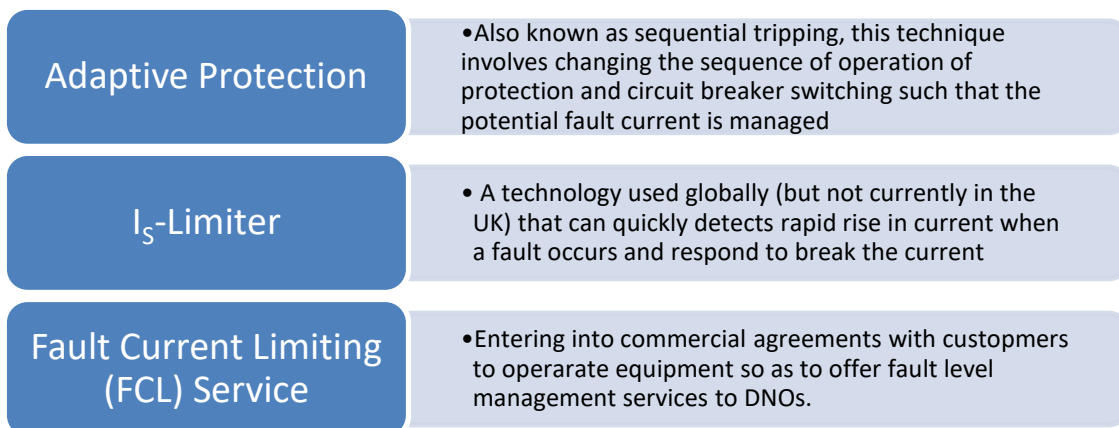 Adaptive Protection
•Also known as sequential tripping, this technique
involves changing the sequence of operation of
protection and circuit breaker switching such that the
potential fault current is managed
IS-Limiter
• A technology used globally (but not currently in the
UK) that can quickly detects rapid rise in current when
a fault occurs and respond to break the current
Fault Current Limiting
(FCL) Service
•Entering into commercial agreements with custopmers
to operarate equipment so as to offer fault level
management services to DNOs.